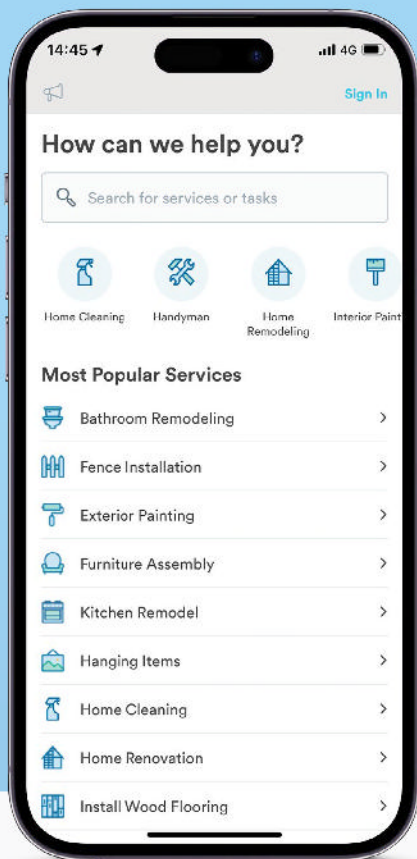 14:45
4G
Sign In
How can we help you?
Search for services or tasks
Home Cleaning
Handyman
Home
Remodeling
Interior Paint
Most Popular Services
Bathroom Remodeling
Fence Installation
Exterior Painting
Furniture Assembly
Kitchen Remodel
Hanging Items
Home Cleaning
Home Renovation
Install Wood Flooring